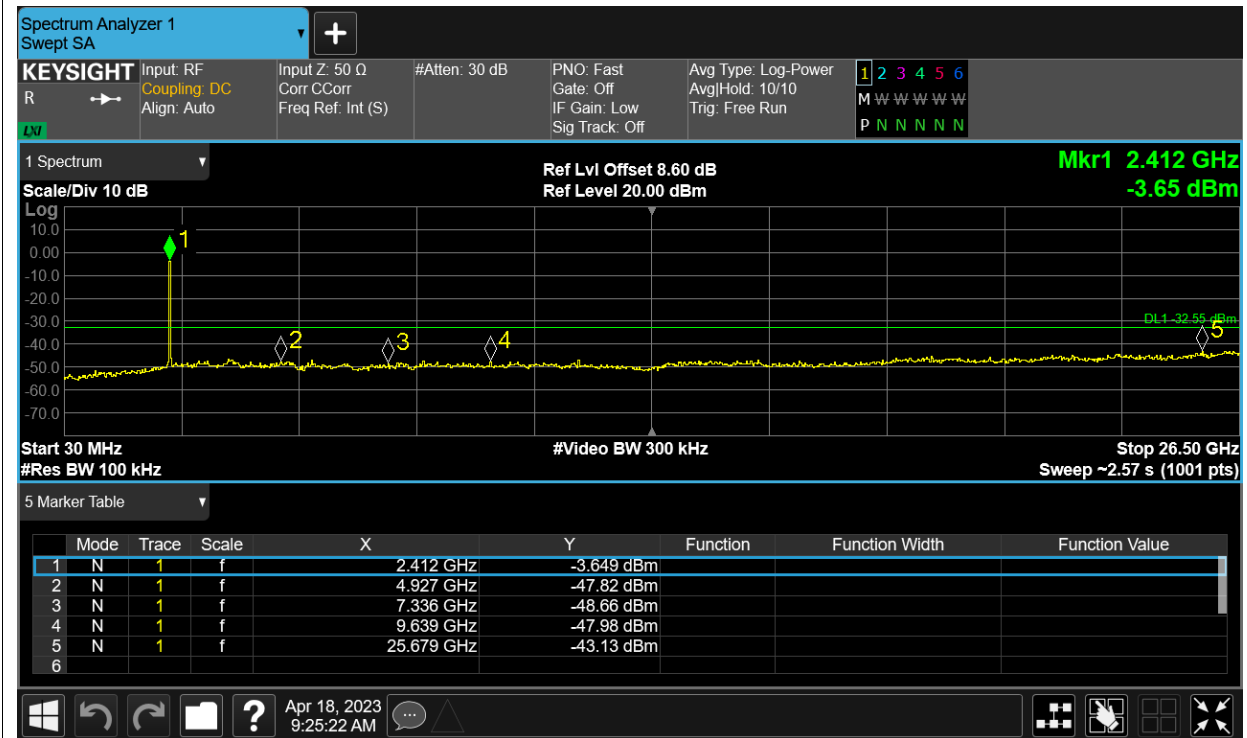 Spectrum Analyzer 1
Swept SA
KEYSIGHT
R
LXI
Input: RF
Coupling: DC
Align: Auto
Input Z: 50 Ω
Corr CCorr
Freq Ref: Int (S)
#Atten: 30 dB
PNO: Fast
Gate: Off
IF Gain: Low
Sig Track: Off
Avg Type: Log-Power
Avg|Hold: 10/10
Trig: Free Run
1 2 3 4 5 6
M W W W W W
P N N N N N
1 Spectrum
Scale/Div 10 dB
Ref Lvl Offset 8.60 dB
Ref Level 20.00 dBm
Mkr1 2.412 GHz
-3.65 dBm
Log
10.0
0.00
-10.0
-20.0
-30.0
-40.0
-50.0
-60.0
-70.0
1
2
3
4
5
DL1 -32.55 dBm
Start 30 MHz
#Res BW 100 kHz
#Video BW 300 kHz
Stop 26.50 GHz
Sweep ~2.57 s (1001 pts)
5 Marker Table
Mode Trace Scale X Y Function Function Width Function Value
1 N 1 f 2.412 GHz -3.649 dBm
2 N 1 f 4.927 GHz -47.82 dBm
3 N 1 f 7.336 GHz -48.66 dBm
4 N 1 f 9.639 GHz -47.98 dBm
5 N 1 f 25.679 GHz -43.13 dBm
6
?
Apr 18, 2023
9:25:22 AM